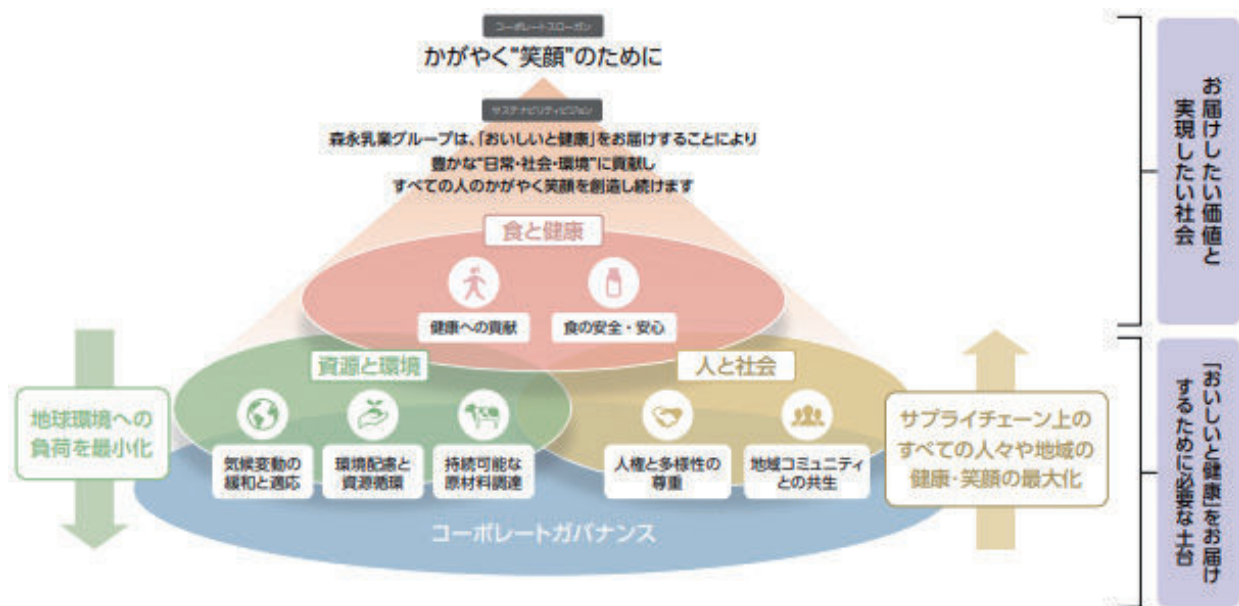 コーポレートスローガン
かがやく"笑顔"のために
サステナビリティビジョン
森永乳業グループは、「おいしいと健康」をお届けすることにより
豊かな"日常・社会・環境"に貢献し
すべての人のかがやく笑顔を創造し続けます
食と健康
健康への貢献
食の安全・安心
資源と環境
気候変動の
緩和と適応
環境配慮と
資源循環
持続可能な
原材料調達
人と社会
人権と多様性の
尊重
地域コミュニティ
との共生
コーポレートガバナンス
地球環境への
負荷を最小化
サプライチェーン上の
すべての人々や地域の
健康・笑顔の最大化
お届けしたい価値と
実現したい社会
「おいしいと健康」をお届け
するために必要な土台